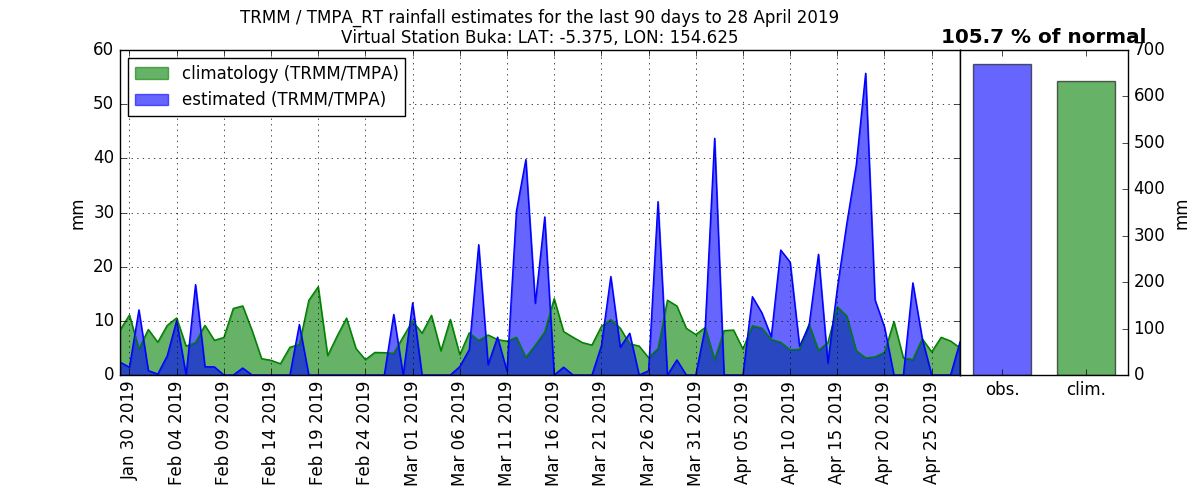 TRMM / TMPA_RT rainfall estimates for the last 90 days to 28 April 2019
Virtual Station Buka: LAT: -5.375, LON: 154.625
105.7 % of normal
climatology (TRMM/TMPA)
estimated (TRMM/TMPA)
60
50
40
30
20
10
0
mm
Jan 30 2019
Feb 04 2019
Feb 09 2019
Feb 14 2019
Feb 19 2019
Feb 24 2019
Mar 01 2019
Mar 06 2019
Mar 11 2019
Mar 16 2019
Mar 21 2019
Mar 26 2019
Mar 31 2019
Apr 05 2019
Apr 10 2019
Apr 15 2019
Apr 20 2019
Apr 25 2019
obs.
clim.
700
600
500
400
300
200
100
0
mm